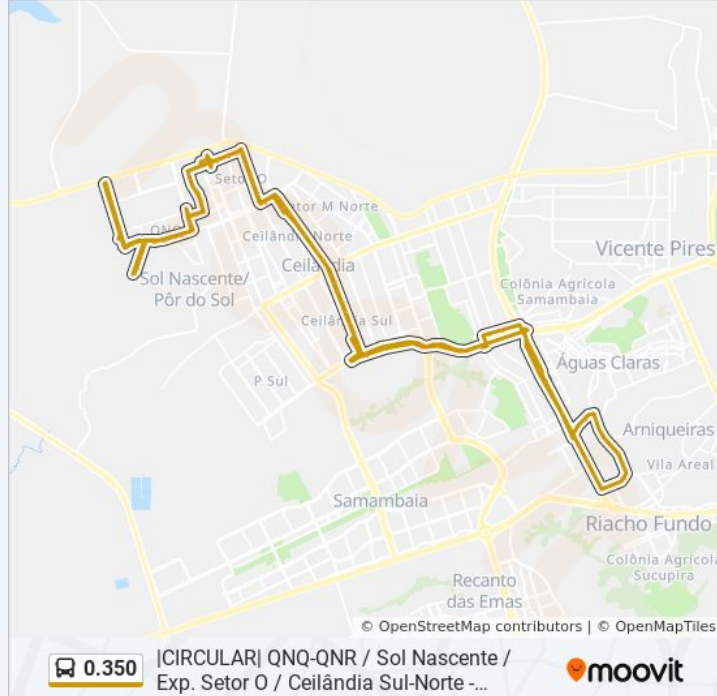 Setor O
Setor M Norte
QNQ
Ceilândia Norte
Ceilândia
Vicente Pires
Sol Nascente/
Pôr do Sol
Colônia Agrícola
Samambaia
Ceilândia Sul
Águas Claras
P Sul
Arniqueiras
Vila Areal
Samambaia
Riacho Fundo
Colônia Agrícola
Sucupira
Recanto
das Emas
© OpenStreetMap contributors | © OpenMapTiles
0.350
|CIRCULAR| QNQ-QNR / Sol Nascente /
Exp. Setor O / Ceilândia Sul-Norte -...
moovit